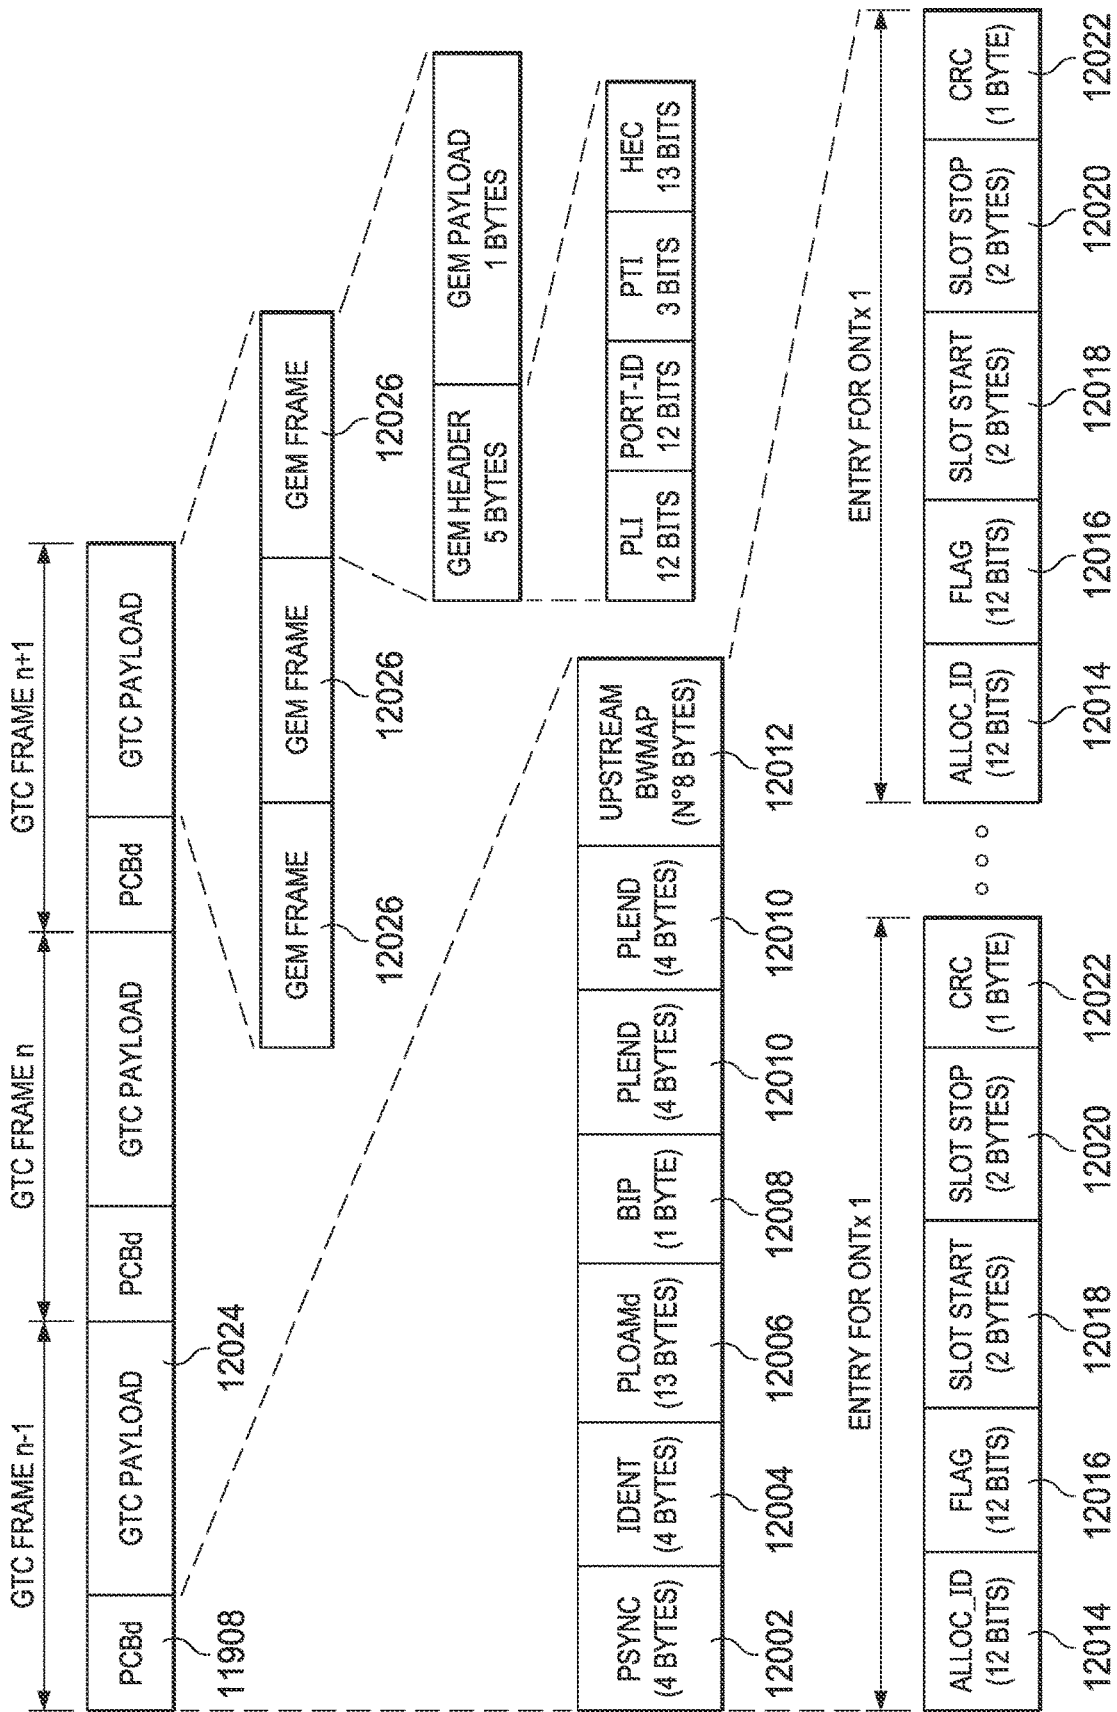 GTC FRAME n-1
GTC FRAME n
GTC FRAME n+1
PCBd
GTC PAYLOAD
PCBd
GTC PAYLOAD
PCBd
GTC PAYLOAD
11908
12024
GEM FRAME
GEM FRAME
GEM FRAME
12026
12026
12026
GEM HEADER
5 BYTES
GEM PAYLOAD
1 BYTES
PLI
12 BITS
PORT-ID
12 BITS
PTI
3 BITS
HEC
13 BITS
PSYNC
(4 BYTES)
IDENT
(4 BYTES)
PLOAMd
(13 BYTES)
BIP
(1 BYTE)
PLEND
(4 BYTES)
PLEND
(4 BYTES)
UPSTREAM
BWMAP
(N°8 BYTES)
12002
12004
12006
12008
12010
12010
12012
ENTRY FOR ONTx 1
ENTRY FOR ONTx 1
ALLOC_ID
(12 BITS)
FLAG
(12 BITS)
SLOT START
(2 BYTES)
SLOT STOP
(2 BYTES)
CRC
(1 BYTE)
ALLOC_ID
(12 BITS)
FLAG
(12 BITS)
SLOT START
(2 BYTES)
SLOT STOP
(2 BYTES)
CRC
(1 BYTE)
12014
12016
12018
12020
12022
12014
12016
12018
12020
12022